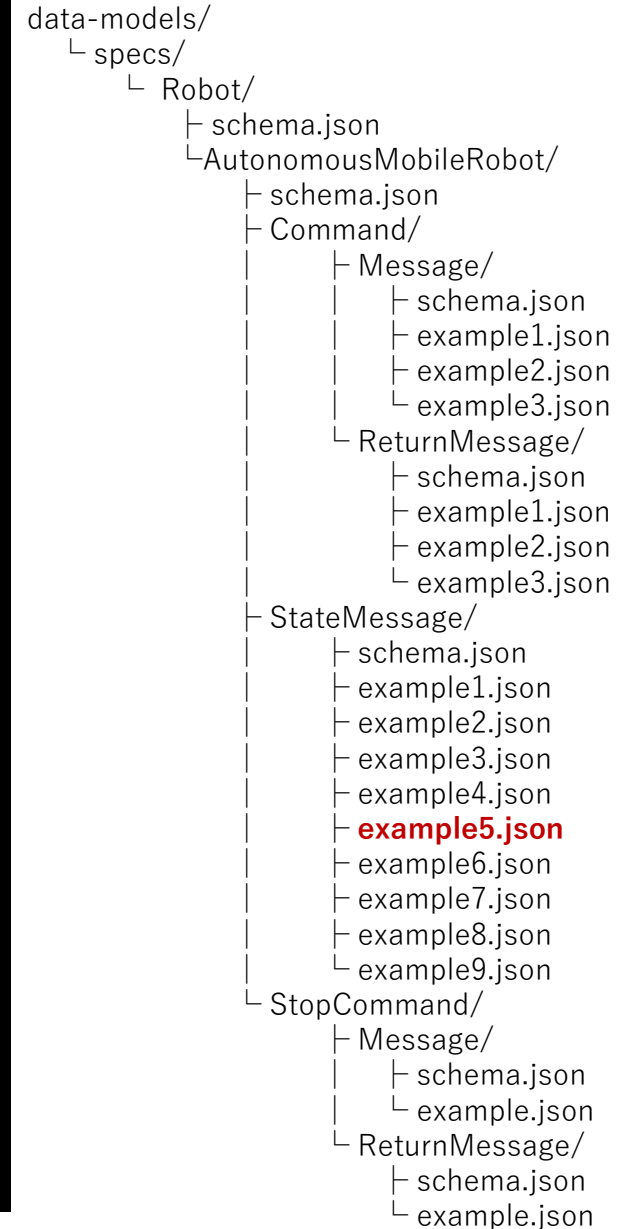 data-models/
└ specs/
└ Robot/
├ schema.json
└AutonomousMobileRobot/
├ schema.json
├ Command/
│ ├ Message/
│ │ ├ schema.json
│ │ ├ example1.json
│ │ ├ example2.json
│ │ └ example3.json
│ └ ReturnMessage/
│ ├ schema.json
│ ├ example1.json
│ ├ example2.json
│ └ example3.json
├ StateMessage/
│ ├ schema.json
│ ├ example1.json
│ ├ example2.json
│ ├ example3.json
│ ├ example4.json
│ ├ example5.json
│ ├ example6.json
│ ├ example7.json
│ ├ example8.json
│ └ example9.json
└ StopCommand/
├ Message/
│ ├ schema.json
│ └ example.json
└ ReturnMessage/
├ schema.json
└ example.json